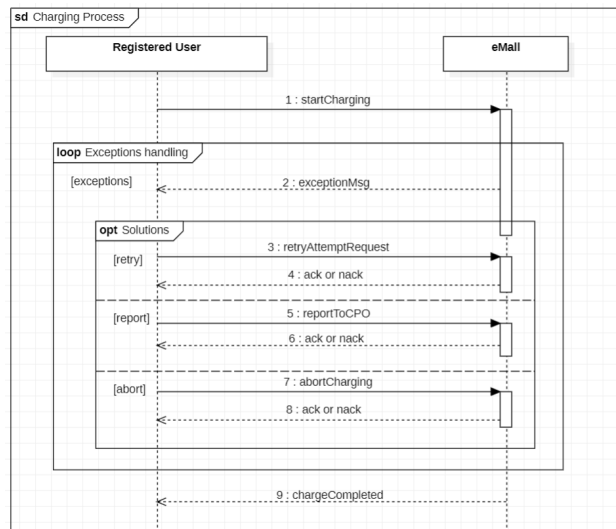 sd Charging Process
Registered User
eMall
1 : startCharging
loop Exceptions handling
[exceptions]
2 : exceptionMsg
opt Solutions
3 : retryAttemptRequest
[retry]
4 : ack or nack
[report]
5 : reportToCPO
6 : ack or nack
[abort]
7 : abortCharging
8 : ack or nack
9 : chargeCompleted